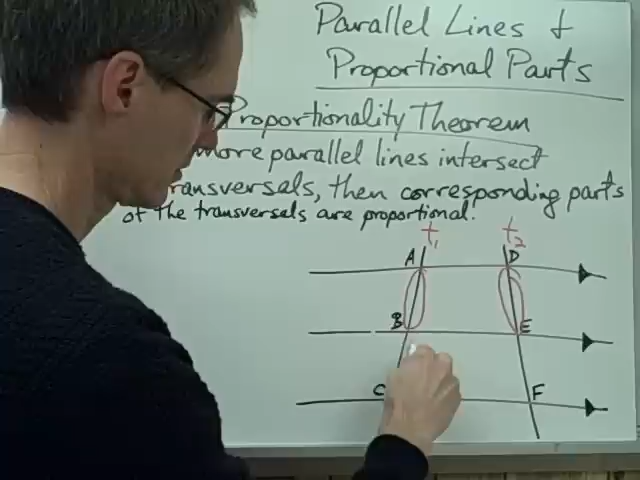 Parallel Lines &
Proportional Parts
Proportionality Theorem
more parallel lines intersect
transversals, then corresponding parts
of the transversals are proportional.
t₁ t₂
A D
B E
C F